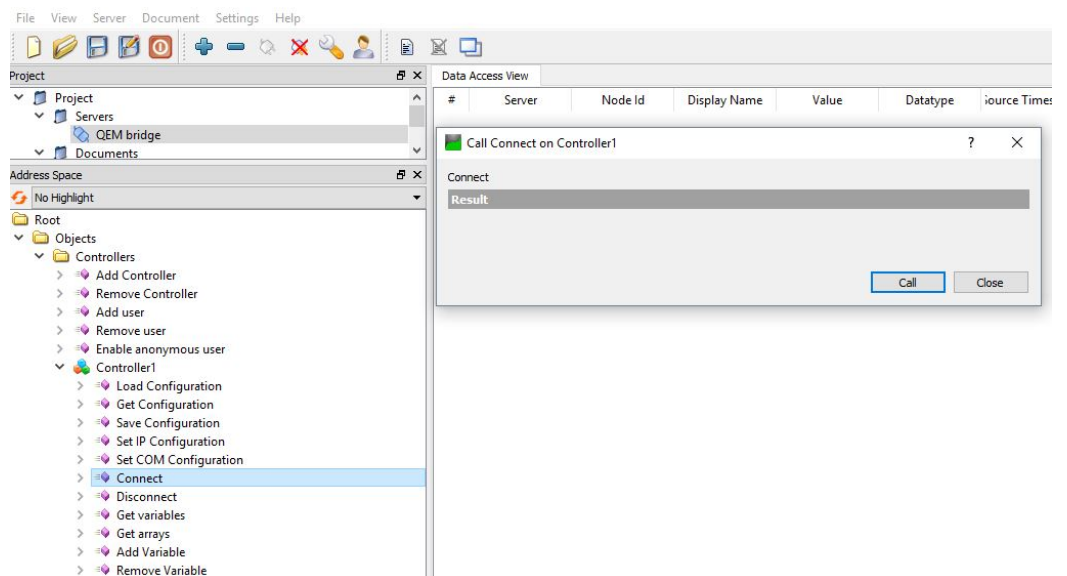 File View Server Document Settings Help
Project
Project
Servers
QEM bridge
Documents
Address Space
No Highlight
Root
Objects
Controllers
Add Controller
Remove Controller
Add user
Remove user
Enable anonymous user
Controller1
Load Configuration
Get Configuration
Save Configuration
Set IP Configuration
Set COM Configuration
Connect
Disconnect
Get variables
Get arrays
Add Variable
Remove Variable
Data Access View
# Server Node Id Display Name Value Datatype ource Times
Call Connect on Controller1
Connect
Result
Call Close